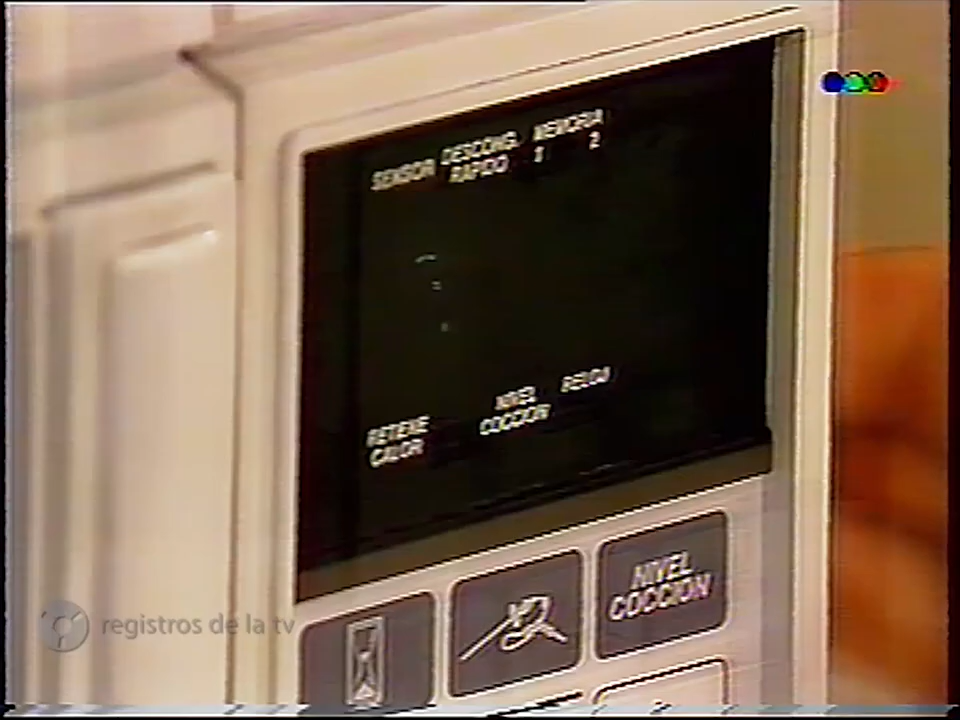 SENSOR DESCONG. MEMORIA
RAPIDO 1 2
RETIENE
CALOR
NIVEL
COCCION
RELOJ
NIVEL
COCCION
registros de la tv